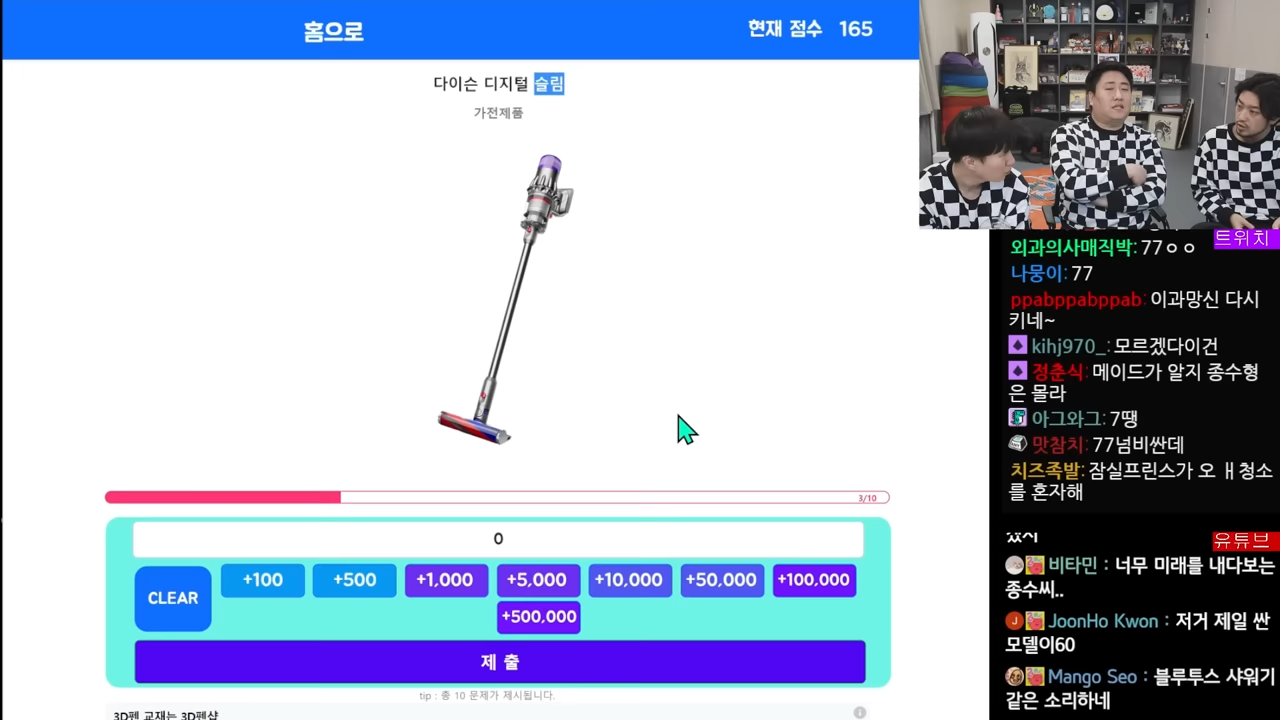 홈으로
현재 점수 165
다이슨 디지털 슬림
가전제품
3/10
0
CLEAR
+100
+500
+1,000
+5,000
+10,000
+50,000
+100,000
+500,000
제 출
tip : 총 10 문제가 제시됩니다.
3D펜 교재는 3D펜샵
트위치
외과의사매직박: 77ㅇㅇ
나뭉이: 77
ppabppabppab: 이과망신 다시
키네~
kihj970_: 모르겠다이건
정춘식: 메이드가 알지 종수형
은 몰라
아그와그: 7땡
맛참치: 77넘비싼데
치즈족발: 잠실프린스가 오ㅐ청소
를 혼자해
유튜브
비타민 : 너무 미래를 내다보는
종수씨..
JoonHo Kwon : 저거 제일 싼
모델이60
Mango Seo : 블루투스 샤워기
같은 소리하네